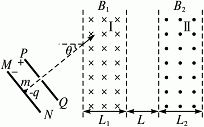 B₁ B₂
P I II
M + θ
m
-q
Q
N
L₁ L L₂